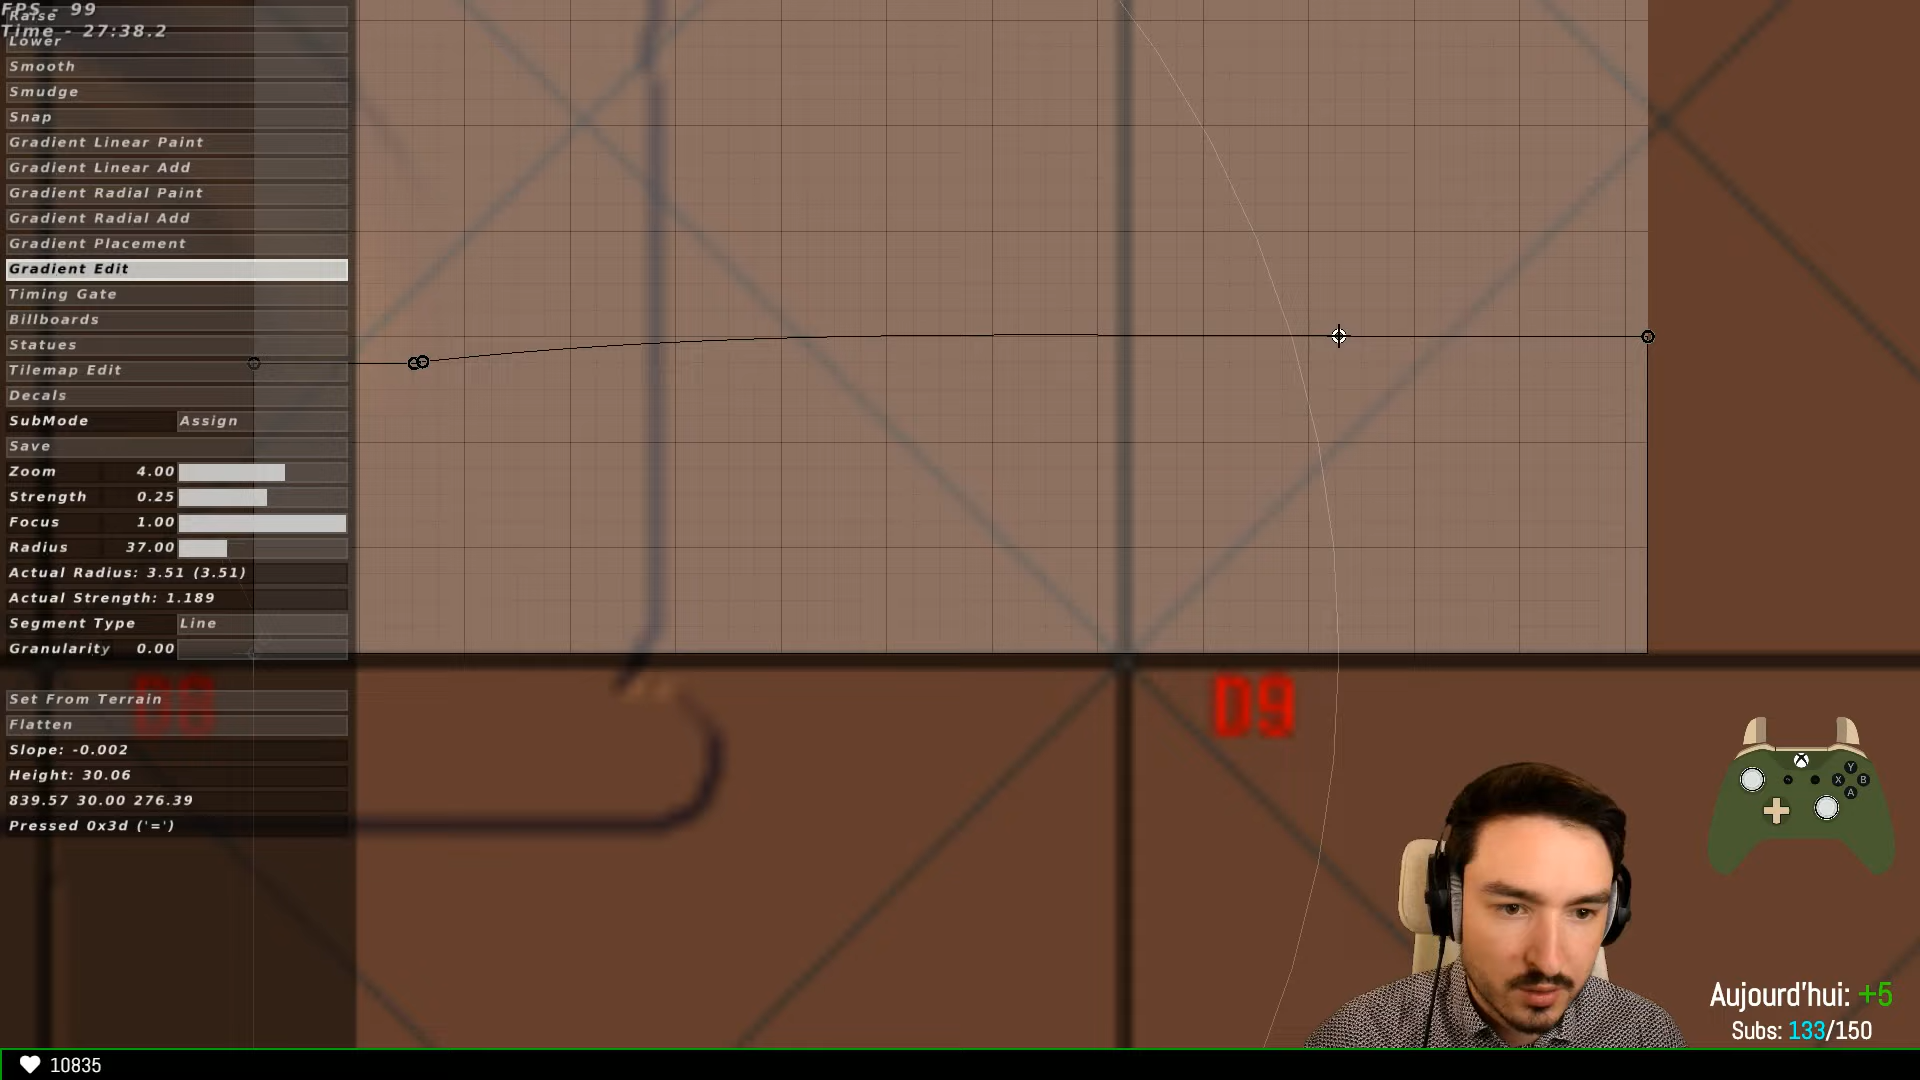 FPS - 99
Raise
Time - 27:38.2
Lower
Smooth
Smudge
Snap
Gradient Linear Paint
Gradient Linear Add
Gradient Radial Paint
Gradient Radial Add
Gradient Placement
Gradient Edit
Timing Gate
Billboards
Statues
Tilemap Edit
Decals
SubMode Assign
Save
Zoom 4.00
Strength 0.25
Focus 1.00
Radius 37.00
Actual Radius: 3.51 (3.51)
Actual Strength: 1.189
Segment Type Line
Granularity 0.00
Set From Terrain
Flatten
Slope: -0.002
Height: 30.06
839.57 30.00 276.39
Pressed 0x3d ('=')
D8
D9
X Y B A
Aujourd'hui: +5
Subs: 133/150
10835